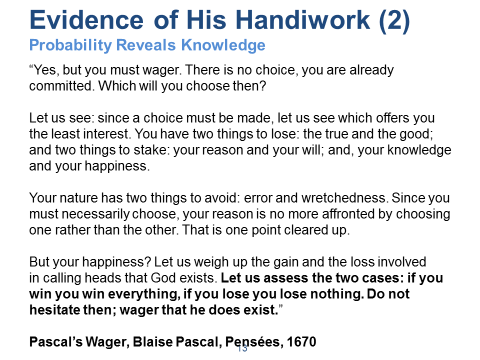 Evidence of His Handiwork (2)
Probability Reveals Knowledge
“Yes, but you must wager. There is no choice, you are already
committed. Which will you choose then?
Let us see: since a choice must be made, let us see which offers you
the least interest. You have two things to lose: the true and the good;
and two things to stake: your reason and your will; and, your knowledge
and your happiness.
Your nature has two things to avoid: error and wretchedness. Since you
must necessarily choose, your reason is no more affronted by choosing
one rather than the other. That is one point cleared up.
But your happiness? Let us weigh up the gain and the loss involved
in calling heads that God exists. Let us assess the two cases: if you
win you win everything, if you lose you lose nothing. Do not
hesitate then; wager that he does exist.”
Pascal’s Wager, Blaise Pascal, Pensées, 1670
13